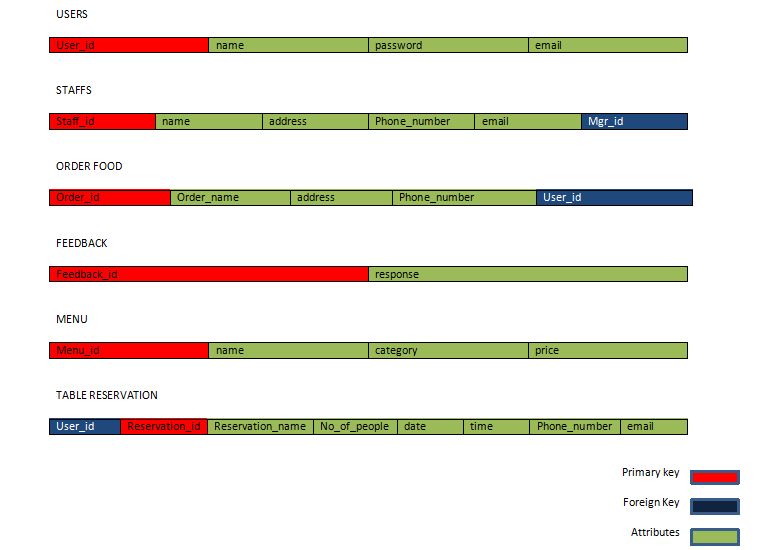 USERS
User_id name password email
STAFFS
Staff_id name address Phone_number email Mgr_id
ORDER FOOD
Order_id Order_name address Phone_number User_id
FEEDBACK
Feedback_id response
MENU
Menu_id name category price
TABLE RESERVATION
User_id Reservation_id Reservation_name No_of_people date time Phone_number email
Primary key
Foreign Key
Attributes